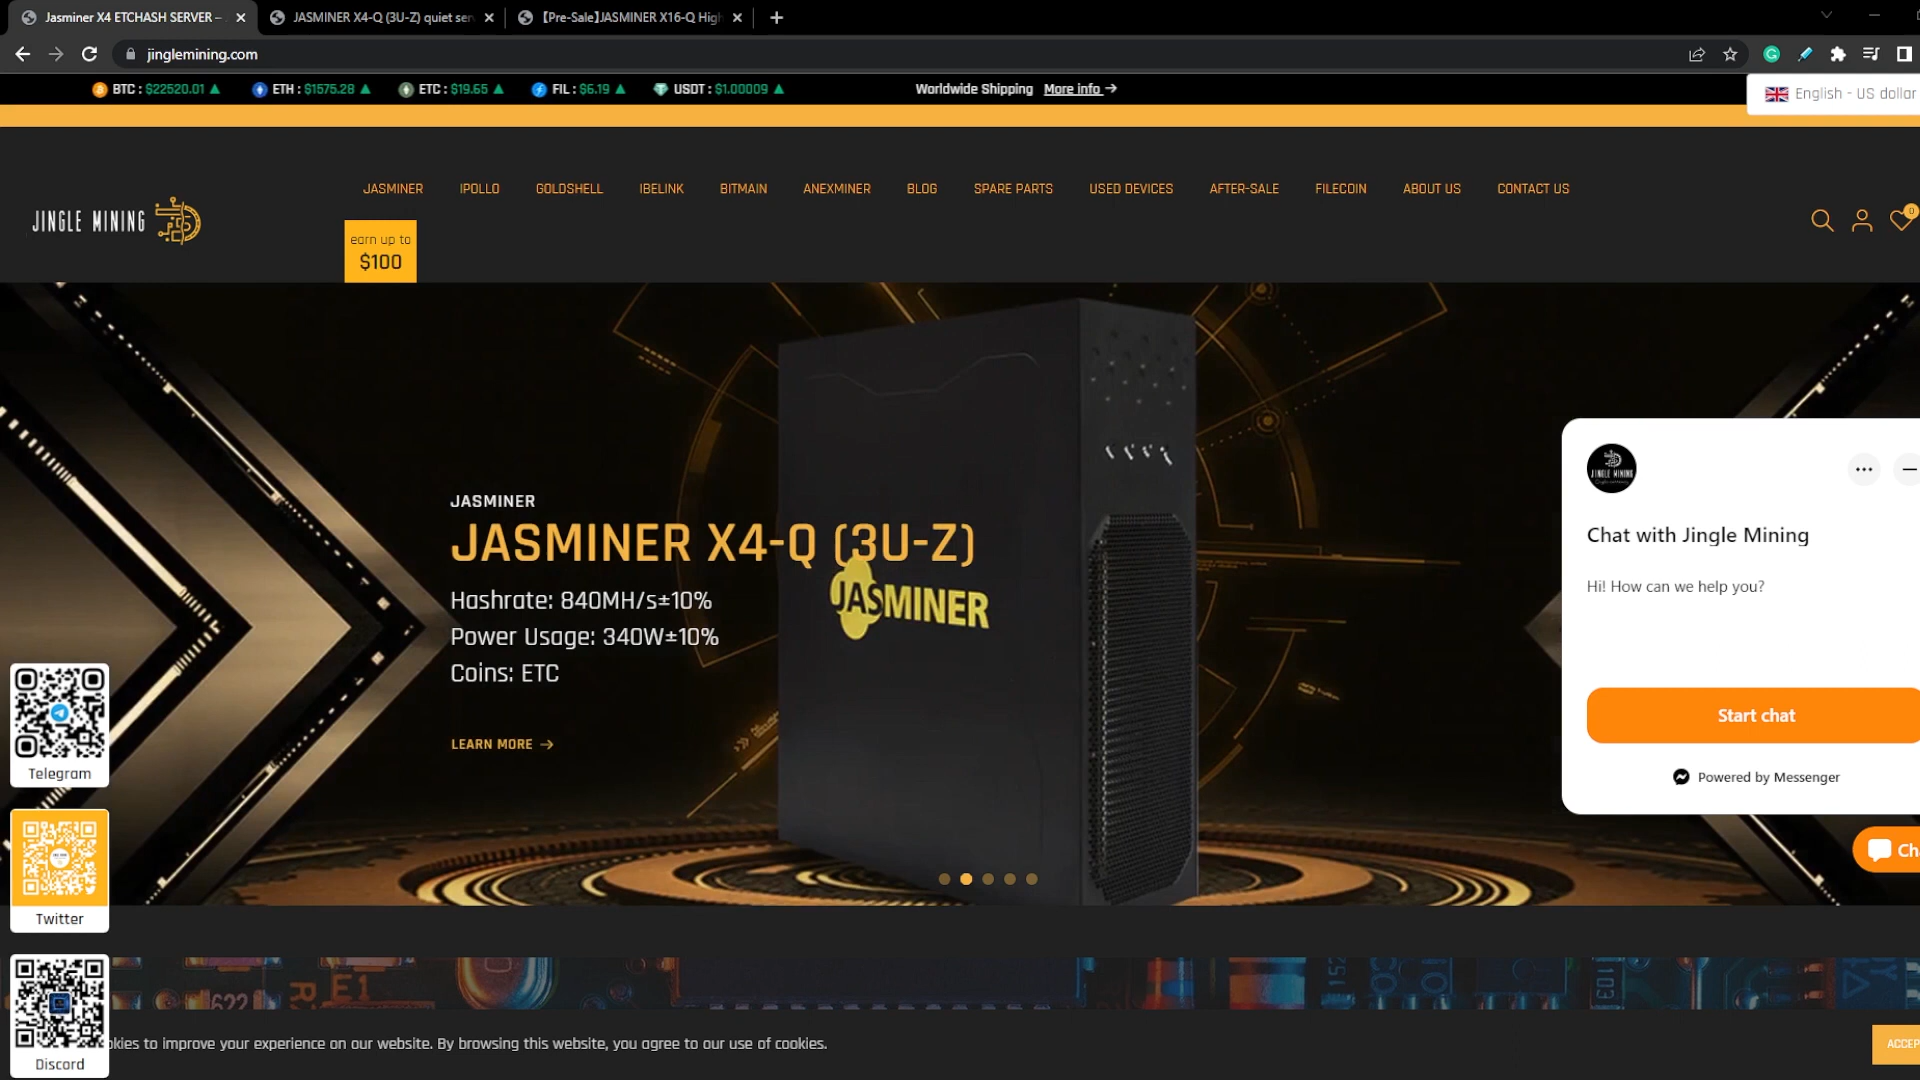 Jasminer X4 ETCHASH SERVER –
JASMINER X4-Q (3U-Z) quiet ser
【Pre-Sale】JASMINER X16-Q High
jinglemining.com
BTC : $22520.01 ▲
ETH : $1575.28 ▲
ETC : $19.65 ▲
FIL : $6.19 ▲
USDT : $1.00009 ▲
Worldwide Shipping More info →
English - US dollar
JINGLE MINING
JASMINER
IPOLLO
GOLDSHELL
IBELINK
BITMAIN
ANEXMINER
BLOG
SPARE PARTS
USED DEVICES
AFTER-SALE
FILECOIN
ABOUT US
CONTACT US
0
earn up to
$100
JASMINER
JASMINER X4-Q (3U-Z)
JASMINER
Hashrate: 840MH/s±10%
Power Usage: 340W±10%
Coins: ETC
LEARN MORE →
JINGLE MINING
Chat with Jingle Mining
Hi! How can we help you?
Start chat
Powered by Messenger
Ch
Telegram
Twitter
Discord
622
R
E1
kies to improve your experience on our website. By browsing this website, you agree to our use of cookies.
ACCEP